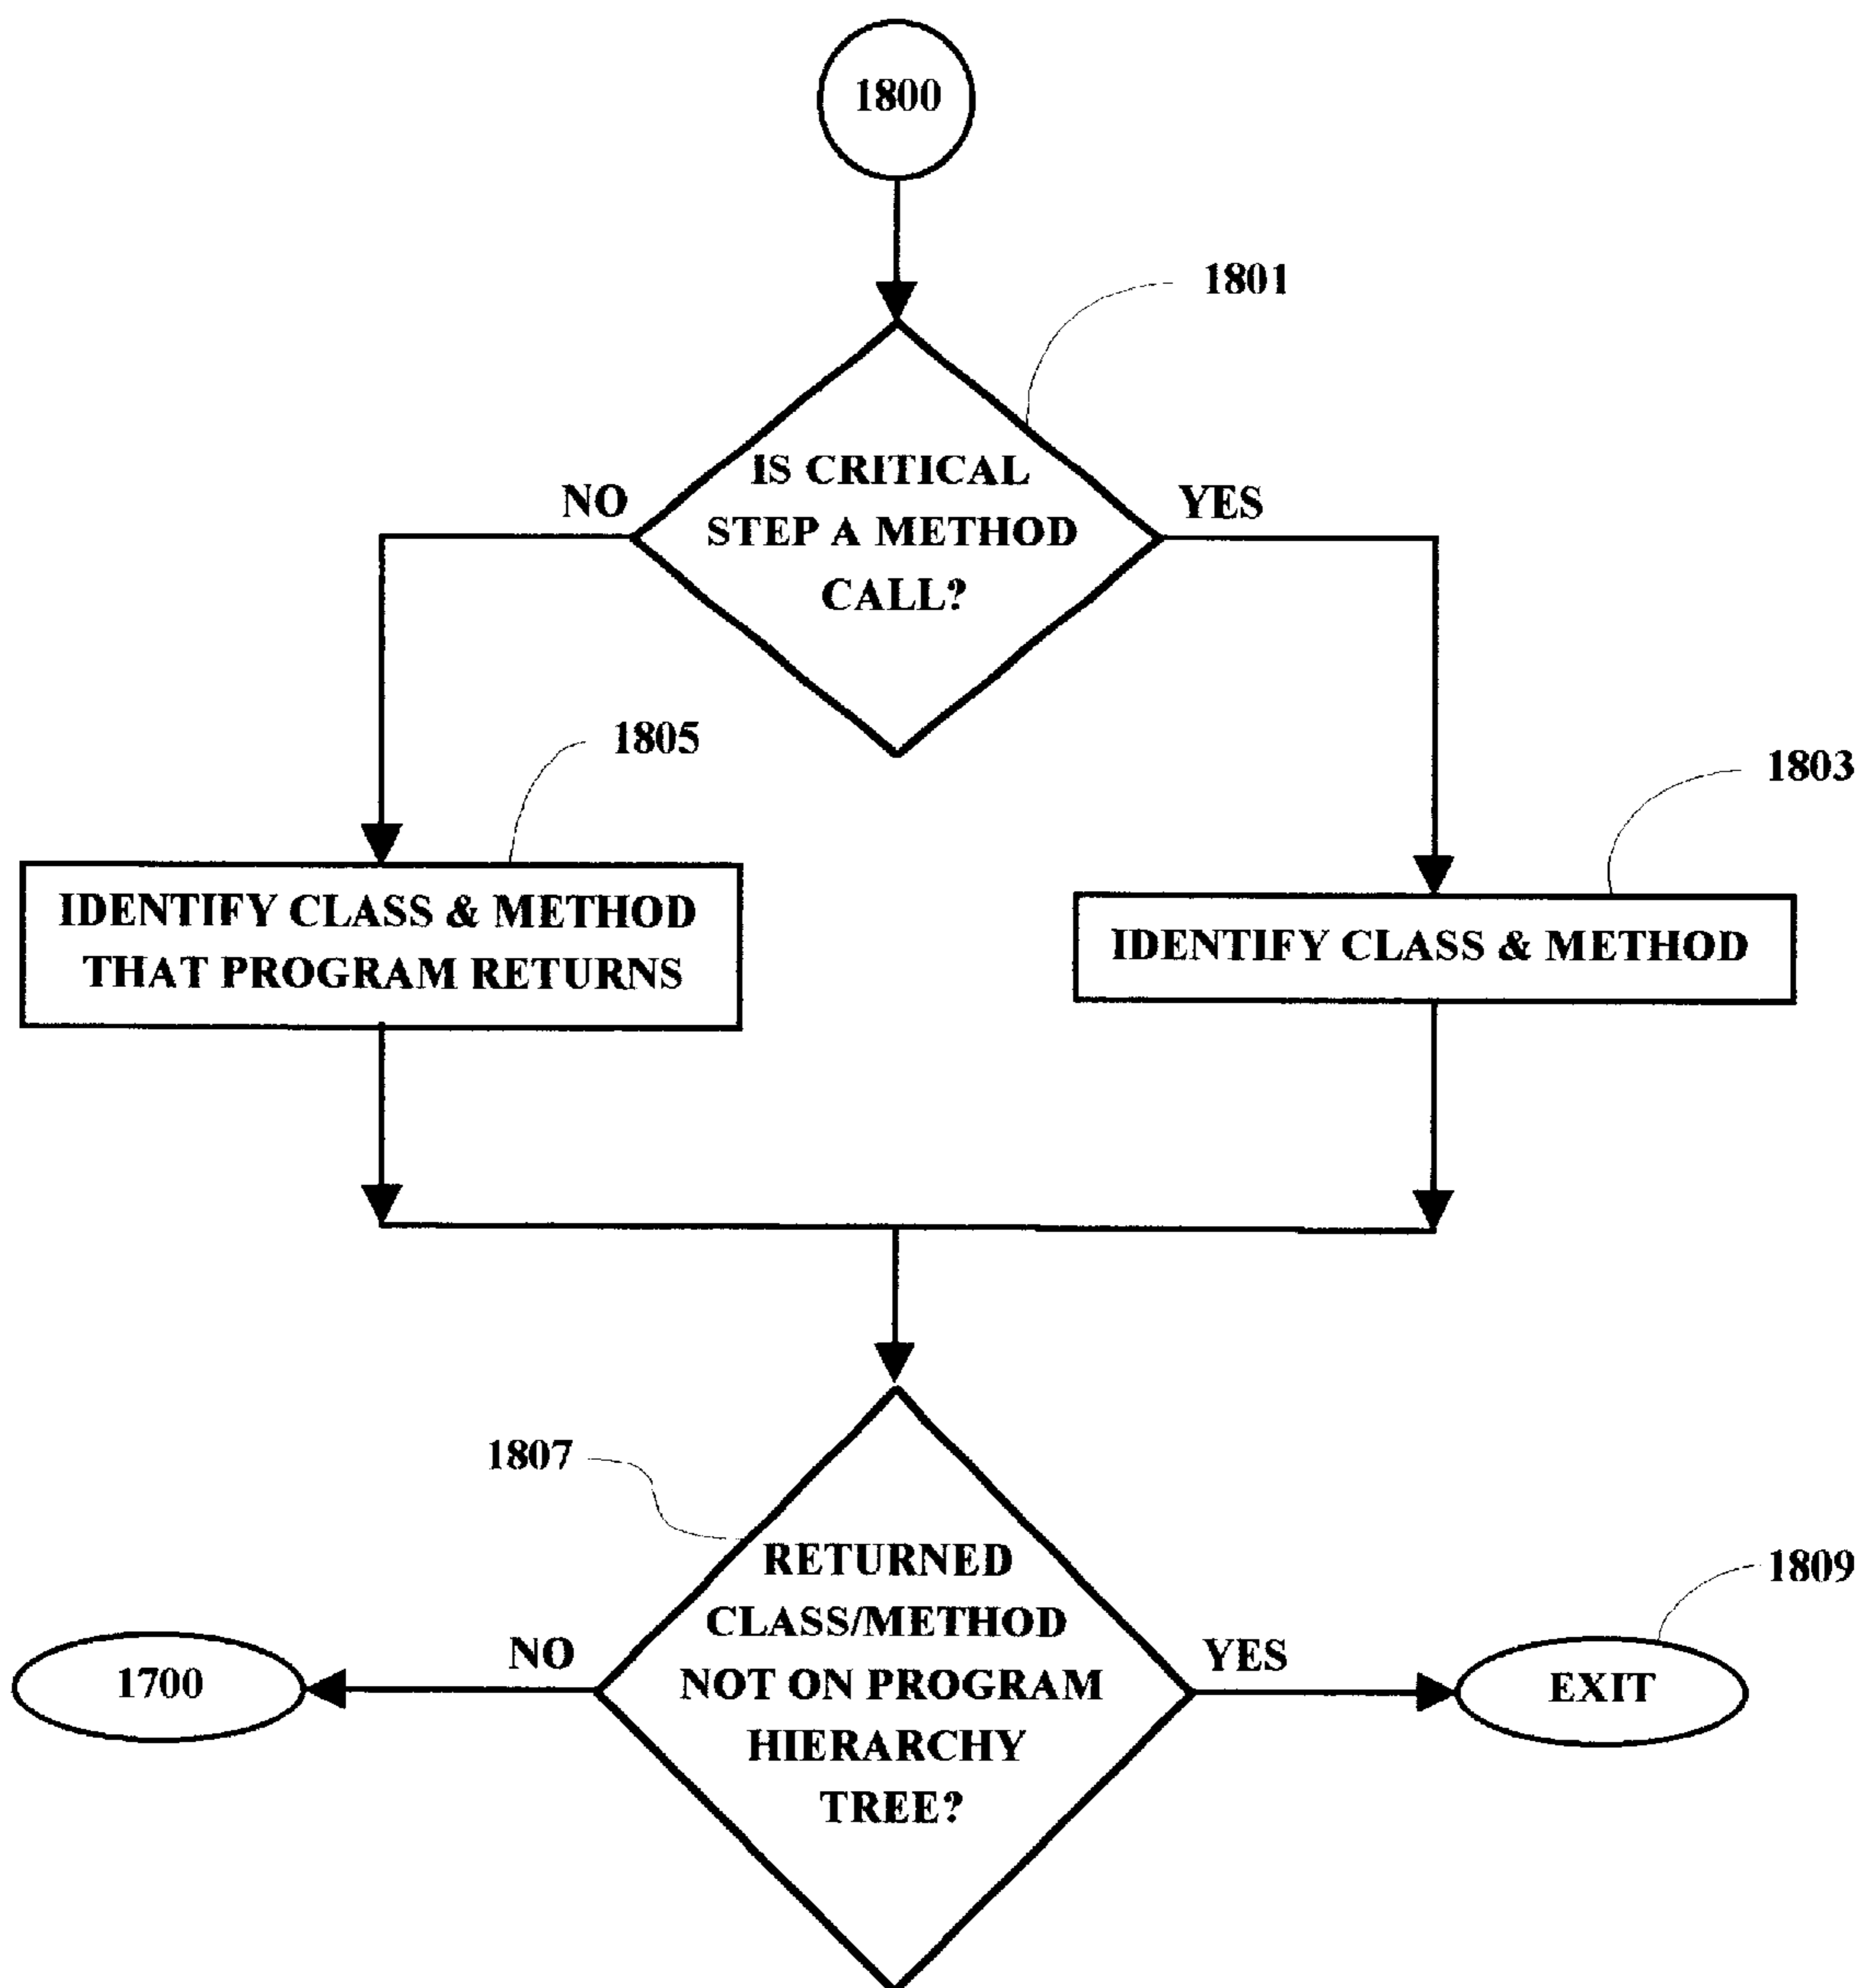 1800
1801
IS CRITICAL
STEP A METHOD
CALL?
NO
YES
1805
1803
IDENTIFY CLASS & METHOD
THAT PROGRAM RETURNS
IDENTIFY CLASS & METHOD
1807
RETURNED
CLASS/METHOD
NOT ON PROGRAM
HIERARCHY
TREE?
NO
YES
1700
1809
EXIT